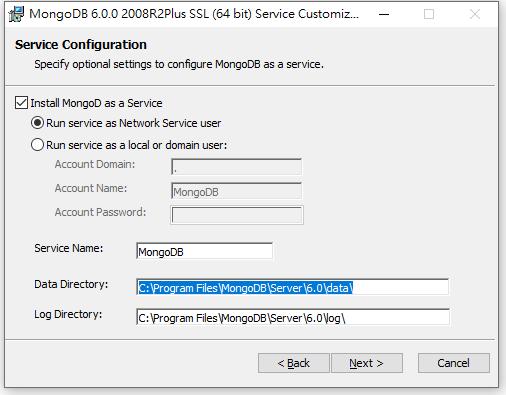 MongoDB 6.0.0 2008R2Plus SSL (64 bit) Service Customiz...
Service Configuration
Specify optional settings to configure MongoDB as a service.
Install MongoD as a Service
Run service as Network Service user
Run service as a local or domain user:
Account Domain: .
Account Name: MongoDB
Account Password:
Service Name: MongoDB
Data Directory: C:\Program Files\MongoDB\Server\6.0\data\
Log Directory: C:\Program Files\MongoDB\Server\6.0\log\
< Back Next > Cancel